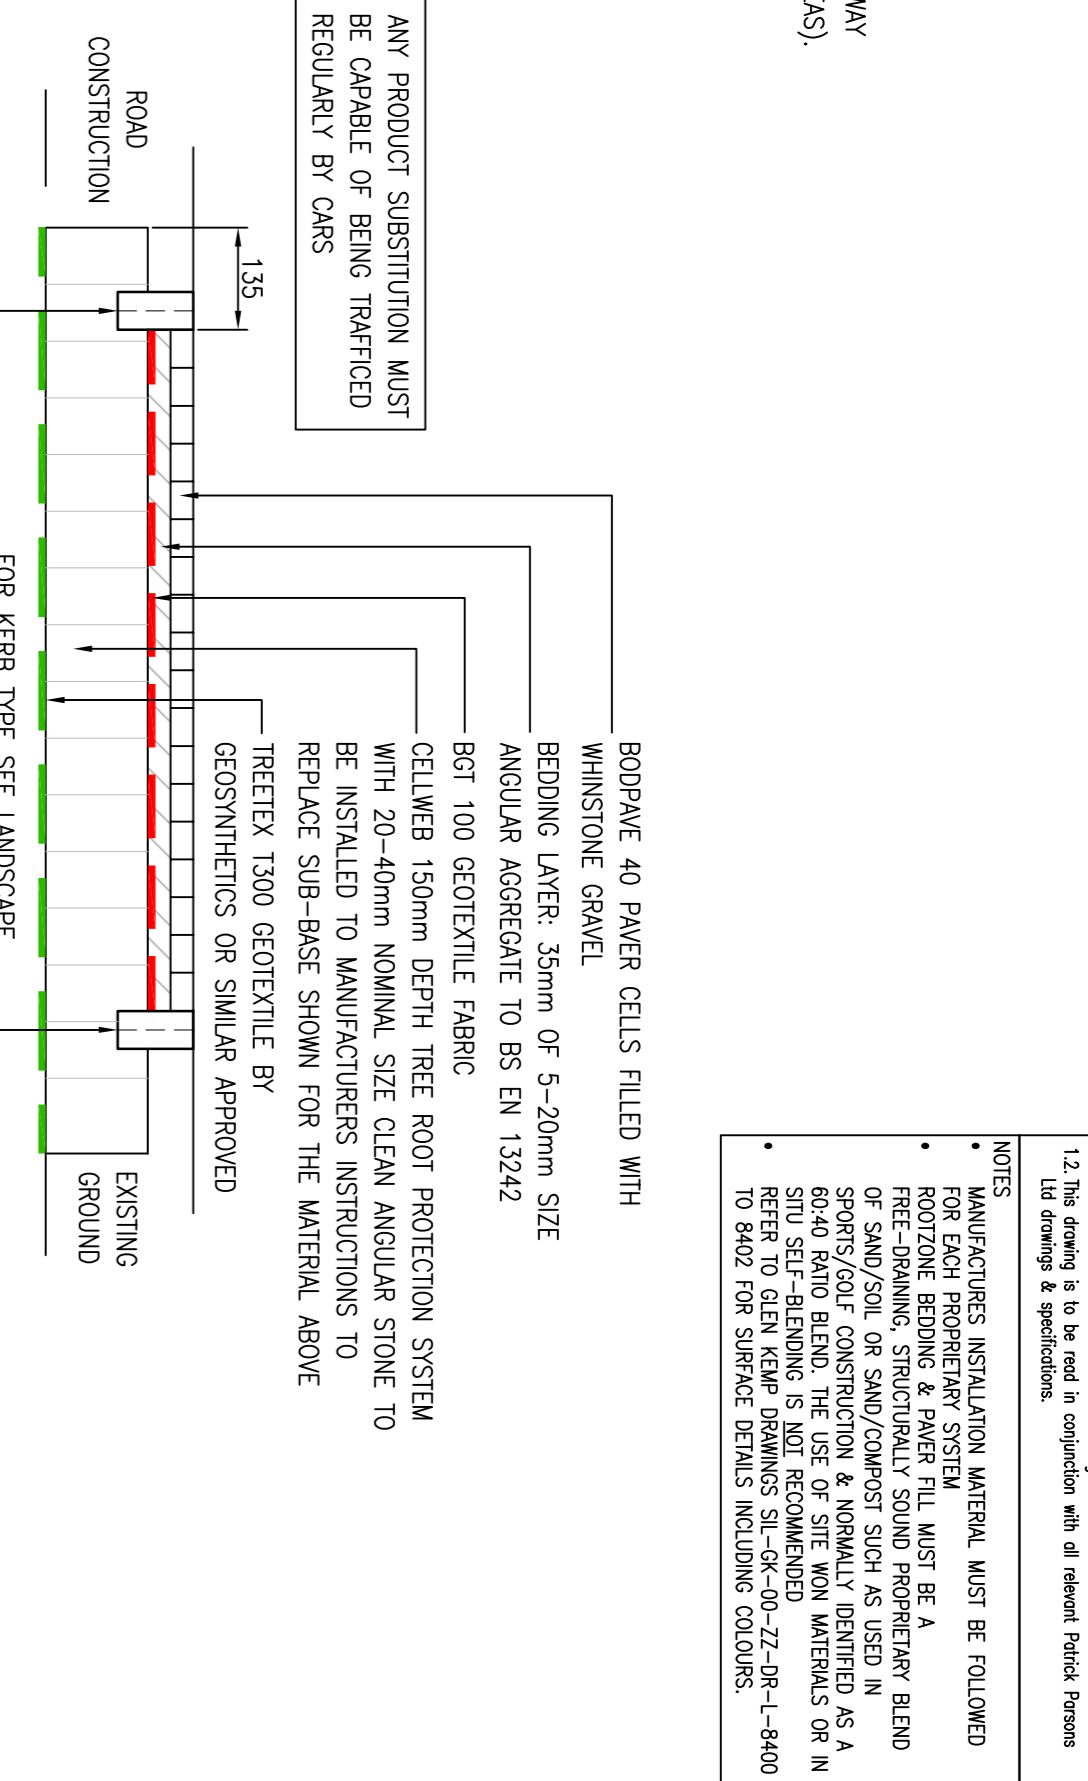 WAY
EAS).
1.2. This drawing is to be read in conjunction with all relevant Patrick Parsons
Ltd drawings & specifications.
NOTES
• MANUFACTURES INSTALLATION MATERIAL MUST BE FOLLOWED
FOR EACH PROPRIETARY SYSTEM
• ROOTZONE BEDDING & PAVER FILL MUST BE A
FREE-DRAINING, STRUCTURALLY SOUND PROPRIETARY BLEND
OF SAND/SOIL OR SAND/COMPOST SUCH AS USED IN
SPORTS/GOLF CONSTRUCTION & NORMALLY IDENTIFIED AS A
60:40 RATIO BLEND. THE USE OF SITE WON MATERIALS OR IN
SITU SELF-BLENDING IS NOT RECOMMENDED
• REFER TO GLEN KEMP DRAWINGS SIL-GK-00-ZZ-DR-L-8400
TO 8402 FOR SURFACE DETAILS INCLUDING COLOURS.
BODPAVE 40 PAVER CELLS FILLED WITH
WHINSTONE GRAVEL
BEDDING LAYER: 35mm OF 5-20mm SIZE
ANGULAR AGGREGATE TO BS EN 13242
BGT 100 GEOTEXTILE FABRIC
CELLWEB 150mm DEPTH TREE ROOT PROTECTION SYSTEM
WITH 20-40mm NOMINAL SIZE CLEAN ANGULAR STONE TO
BE INSTALLED TO MANUFACTURERS INSTRUCTIONS TO
REPLACE SUB-BASE SHOWN FOR THE MATERIAL ABOVE
TREETEX T300 GEOTEXTILE BY
GEOSYNTHETICS OR SIMILAR APPROVED
ANY PRODUCT SUBSTITUTION MUST
BE CAPABLE OF BEING TRAFFICED
REGULARLY BY CARS
135
ROAD
CONSTRUCTION
EXISTING
GROUND
FOR KERB TYPE SEE LANDSCAPE